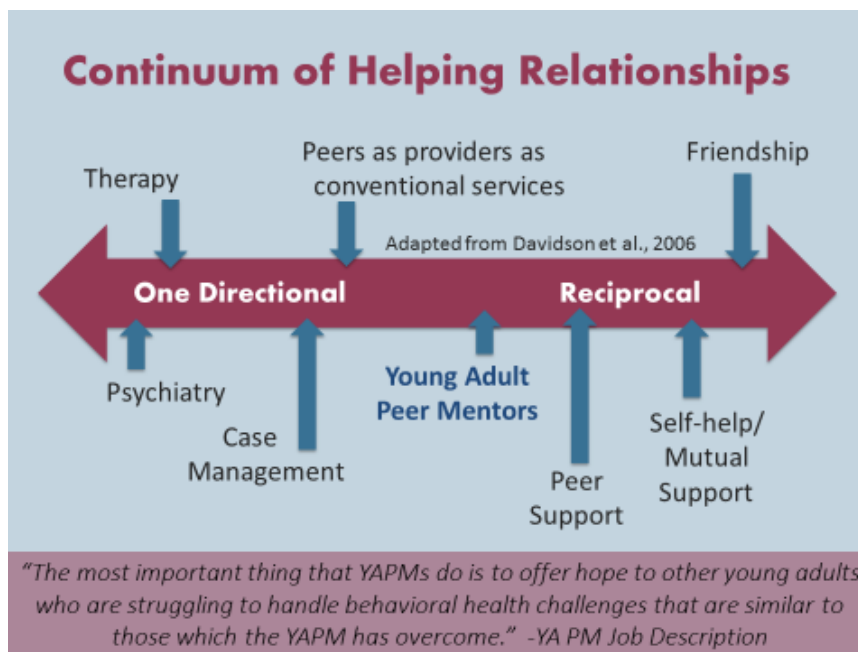 Continuum of Helping Relationships
Therapy
Peers as providers as
conventional services
Friendship
Adapted from Davidson et al., 2006
One Directional
Reciprocal
Psychiatry
Case
Management
Young Adult
Peer Mentors
Peer
Support
Self-help/
Mutual
Support
“The most important thing that YAPMs do is to offer hope to other young adults
who are struggling to handle behavioral health challenges that are similar to
those which the YAPM has overcome.” -YA PM Job Description